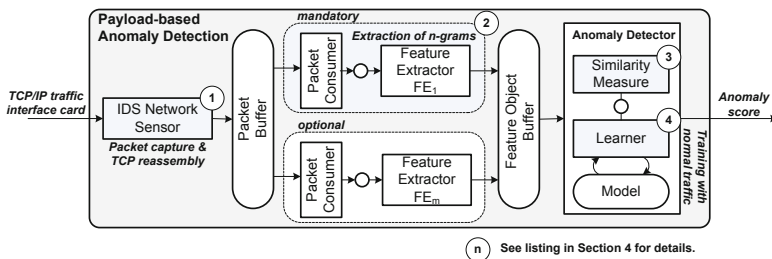 Payload-based
Anomaly Detection
mandatory
2
Extraction of n-grams
Packet
Consumer
Feature
Extractor
FE1
TCP/IP traffic
interface card
1
IDS Network
Sensor
Packet capture &
TCP reassembly
Packet
Buffer
optional
Packet
Consumer
Feature
Extractor
FEm
Feature Object
Buffer
Anomaly Detector
3
Similarity
Measure
4
Learner
Model
Anomaly
score
Training with
normal traffic
n See listing in Section 4 for details.